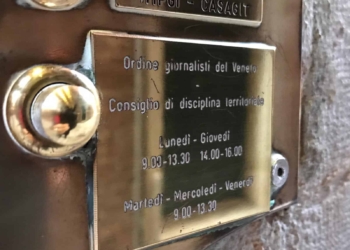 INPGI - CASAGIT
Ordine giornalisti del Veneto
Consiglio di disciplina territoriale
Lunedì - Giovedì
9.00-13.30 14.00-16.00
Martedì - Mercoledì - Venerdì
9.00-13.30